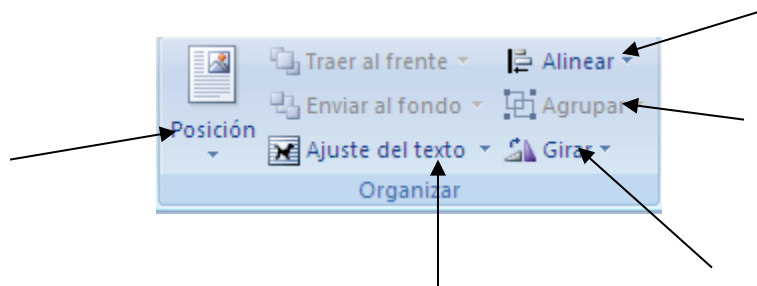 Traer al frente
Alinear
Enviar al fondo
Agrupar
Posición
Ajuste del texto
Girar
Organizar